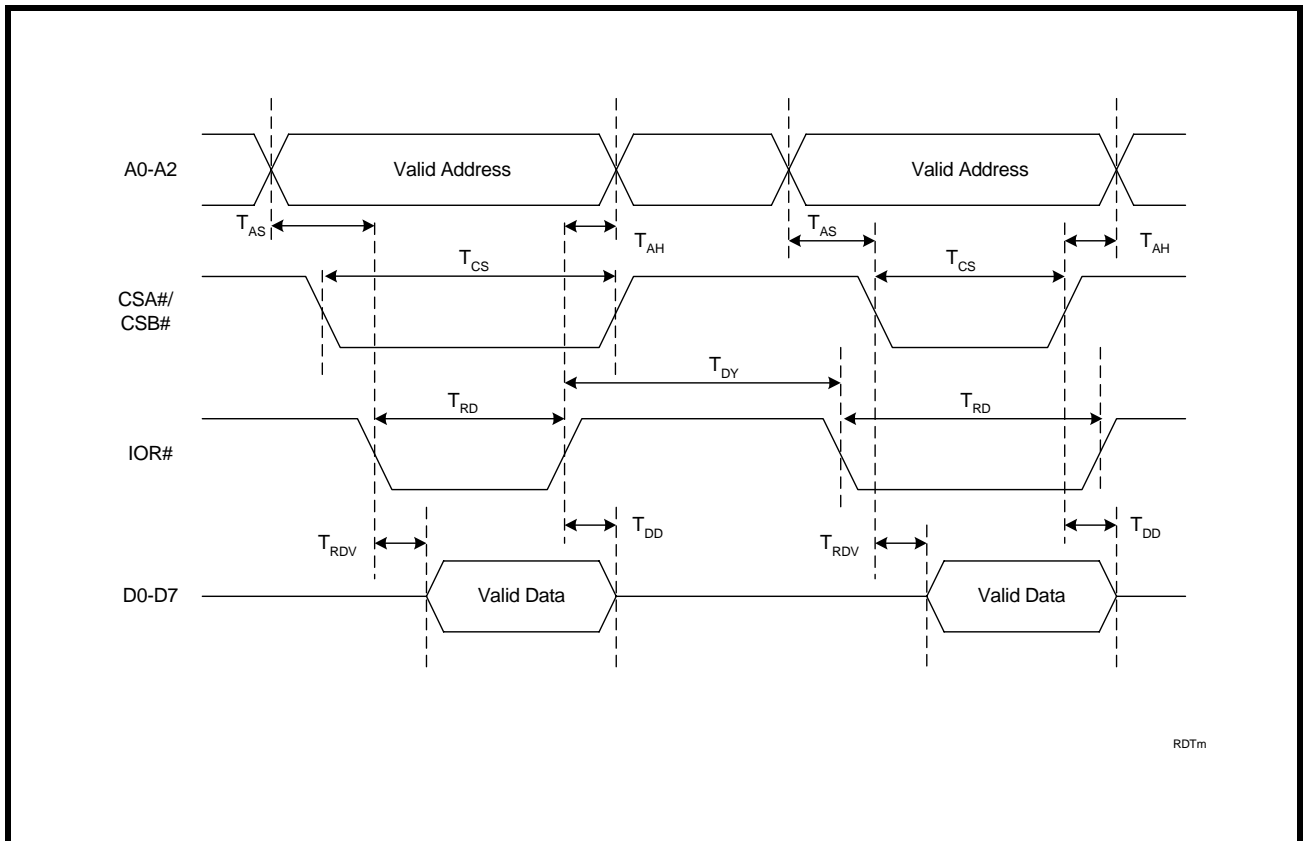 A0-A2
Valid Address
Valid Address
TAS
TAH
TAS
TAH
TCS
TCS
CSA#/
CSB#
TDY
TRD
TRD
IOR#
TRDV
TDD
TRDV
TDD
D0-D7
Valid Data
Valid Data
RDTm